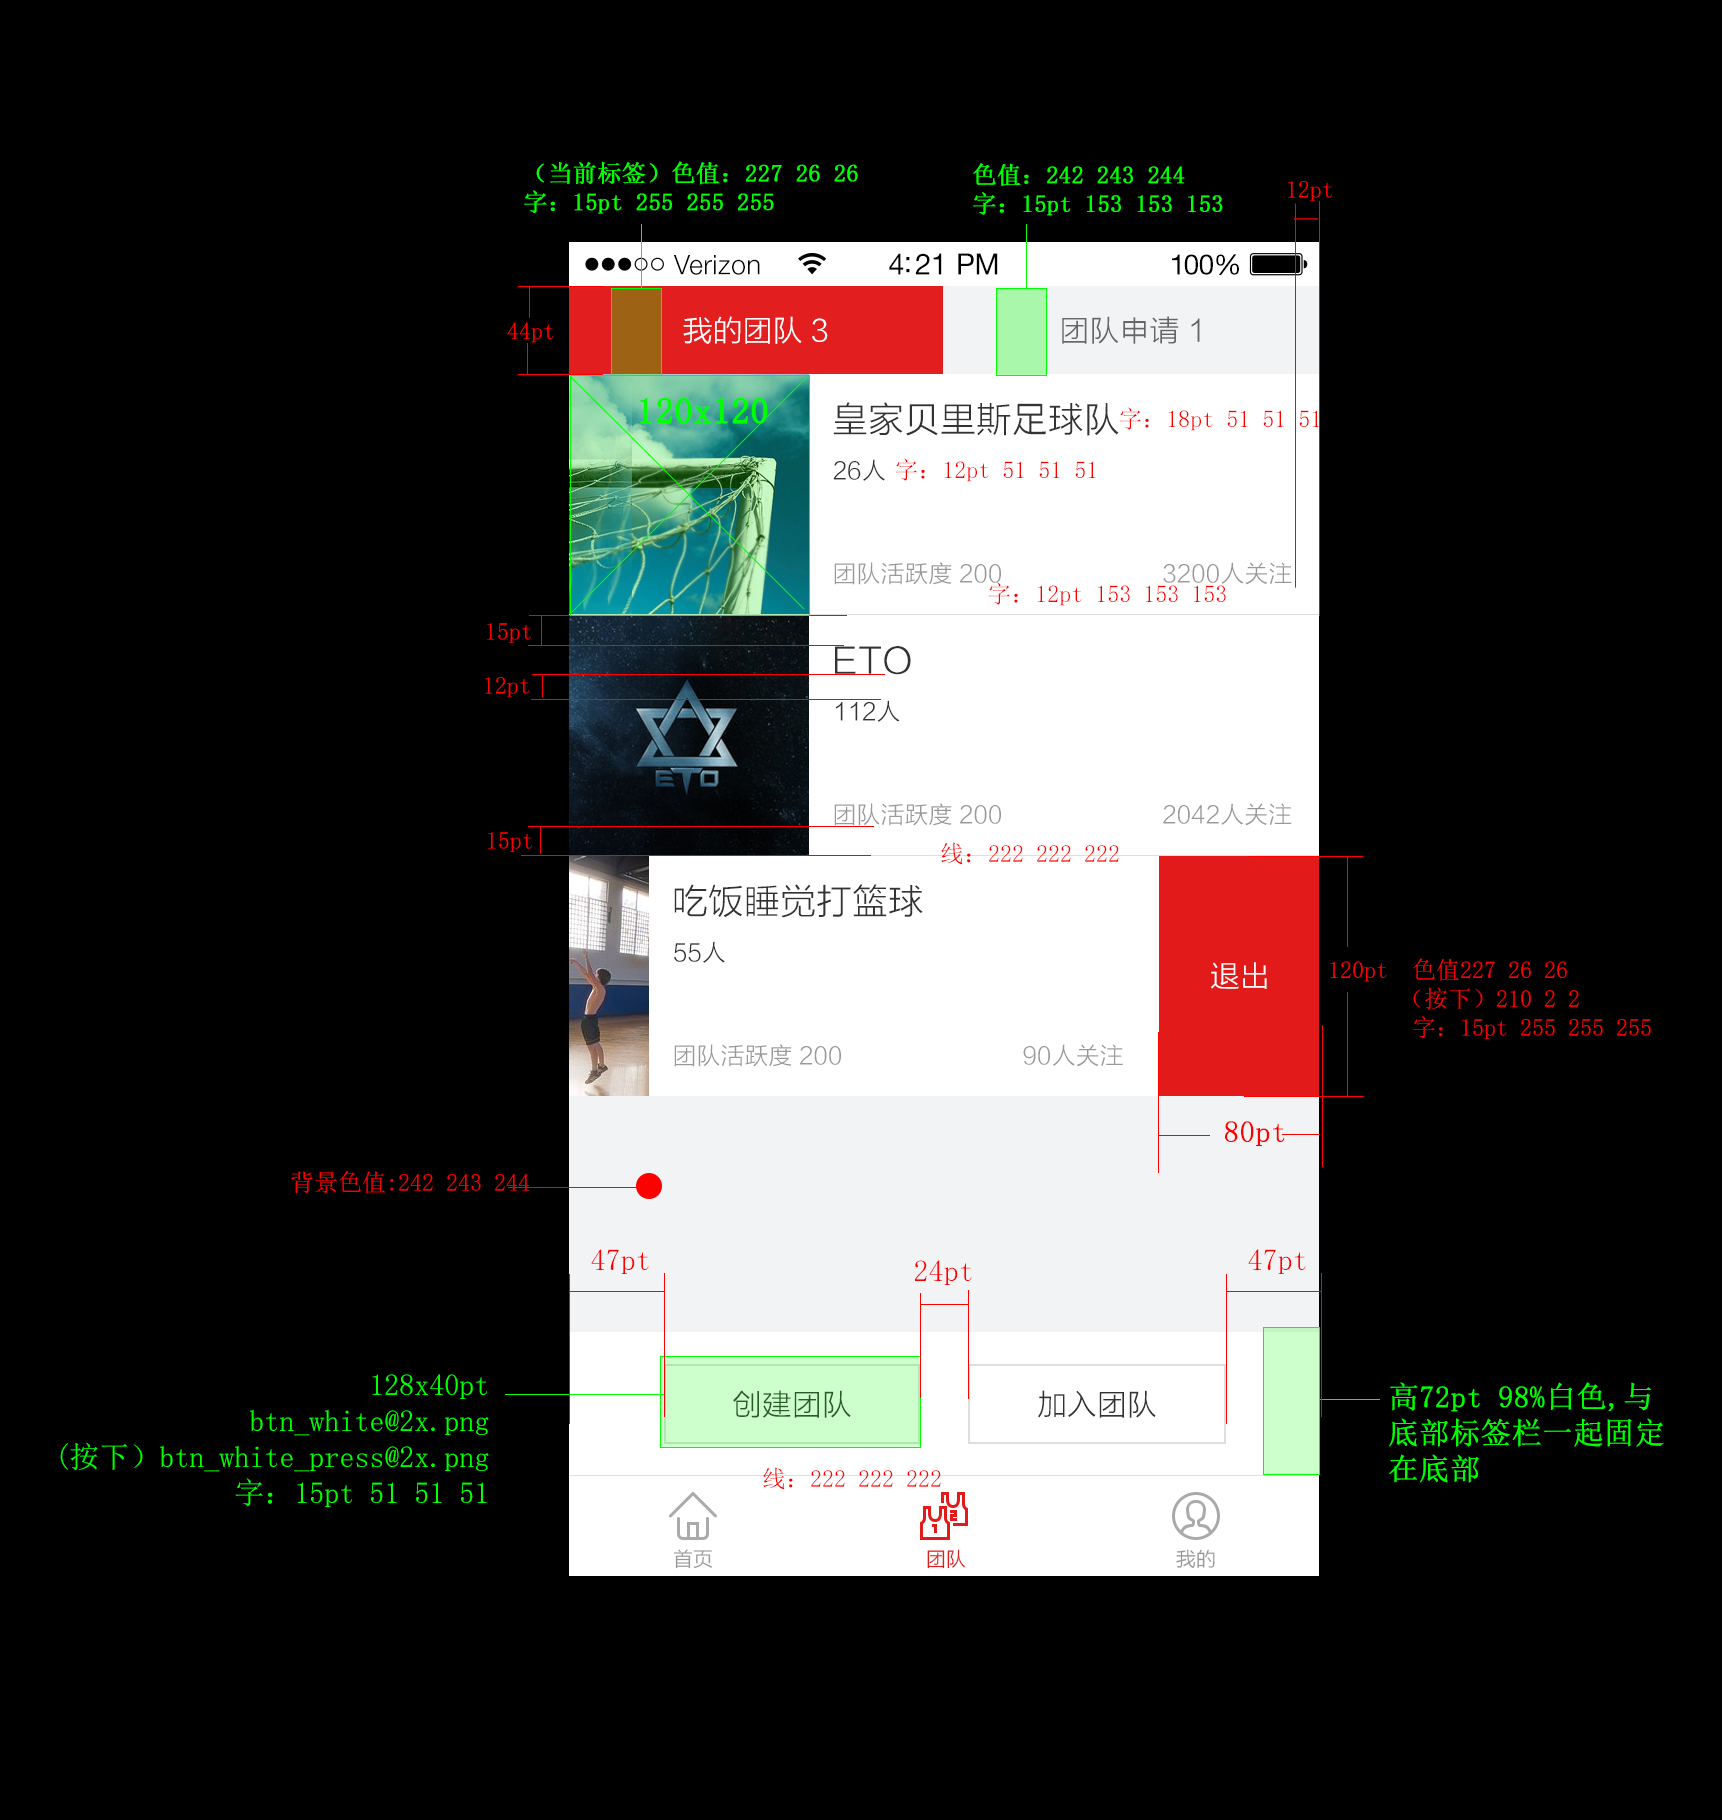 （当前标签）色值：227 26 26
字：15pt 255 255 255
色值：242 243 244
字：15pt 153 153 153
12pt
Verizon
4:21 PM
100%
44pt
我的团队 3
团队申请 1
120x120
皇家贝里斯足球队
字：18pt 51 51 51
26人
字：12pt 51 51 51
团队活跃度 200
3200人关注
字：12pt 153 153 153
15pt
ETO
12pt
112人
ETO
团队活跃度 200
2042人关注
15pt
线：222 222 222
吃饭睡觉打篮球
55人
退出
120pt
色值227 26 26
（按下）210 2 2
字：15pt 255 255 255
团队活跃度 200
90人关注
80pt
背景色值:242 243 244
47pt
24pt
47pt
128x40pt
btn_white@2x.png
(按下）btn_white_press@2x.png
字：15pt 51 51 51
创建团队
加入团队
高72pt 98%白色,与
底部标签栏一起固定
在底部
线：222 222 222
1
2
首页
团队
我的